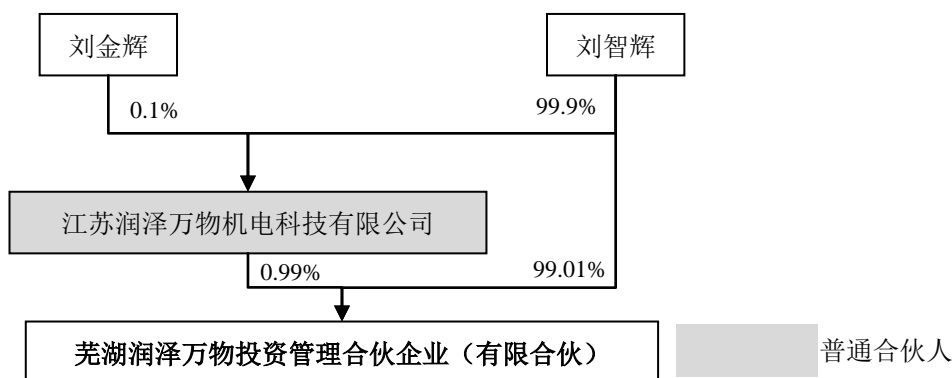 刘金辉
刘智辉
0.1%
99.9%
江苏润泽万物机电科技有限公司
0.99%
99.01%
芜湖润泽万物投资管理合伙企业（有限合伙）
普通合伙人